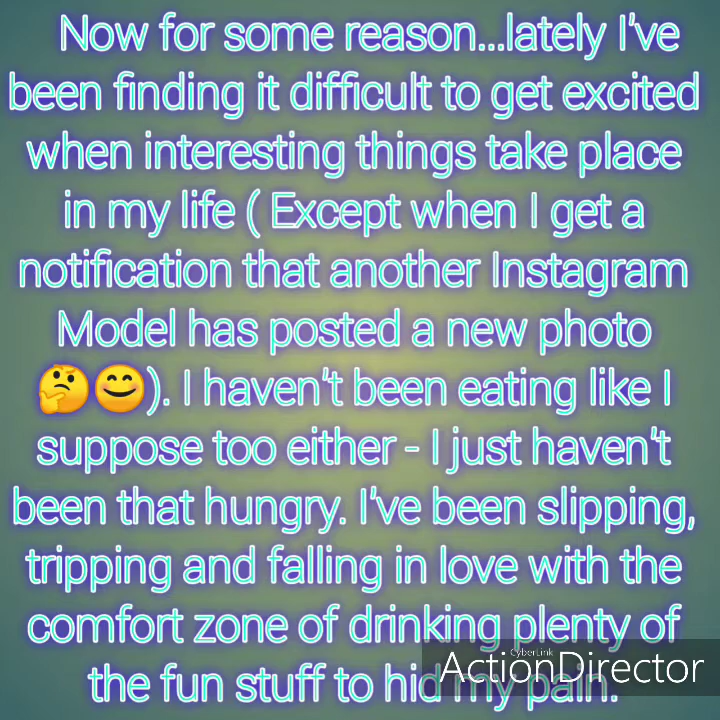 Now for some reason...lately I've
been finding it difficult to get excited
when interesting things take place
in my life ( Except when I get a
notification that another Instagram
Model has posted a new photo
🤔😊). I haven't been eating like I
suppose too either - I just haven't
been that hungry. I've been slipping,
tripping and falling in love with the
comfort zone of drinking plenty of
the fun stuff to hid my pain.
CyberLink
ActionDirector